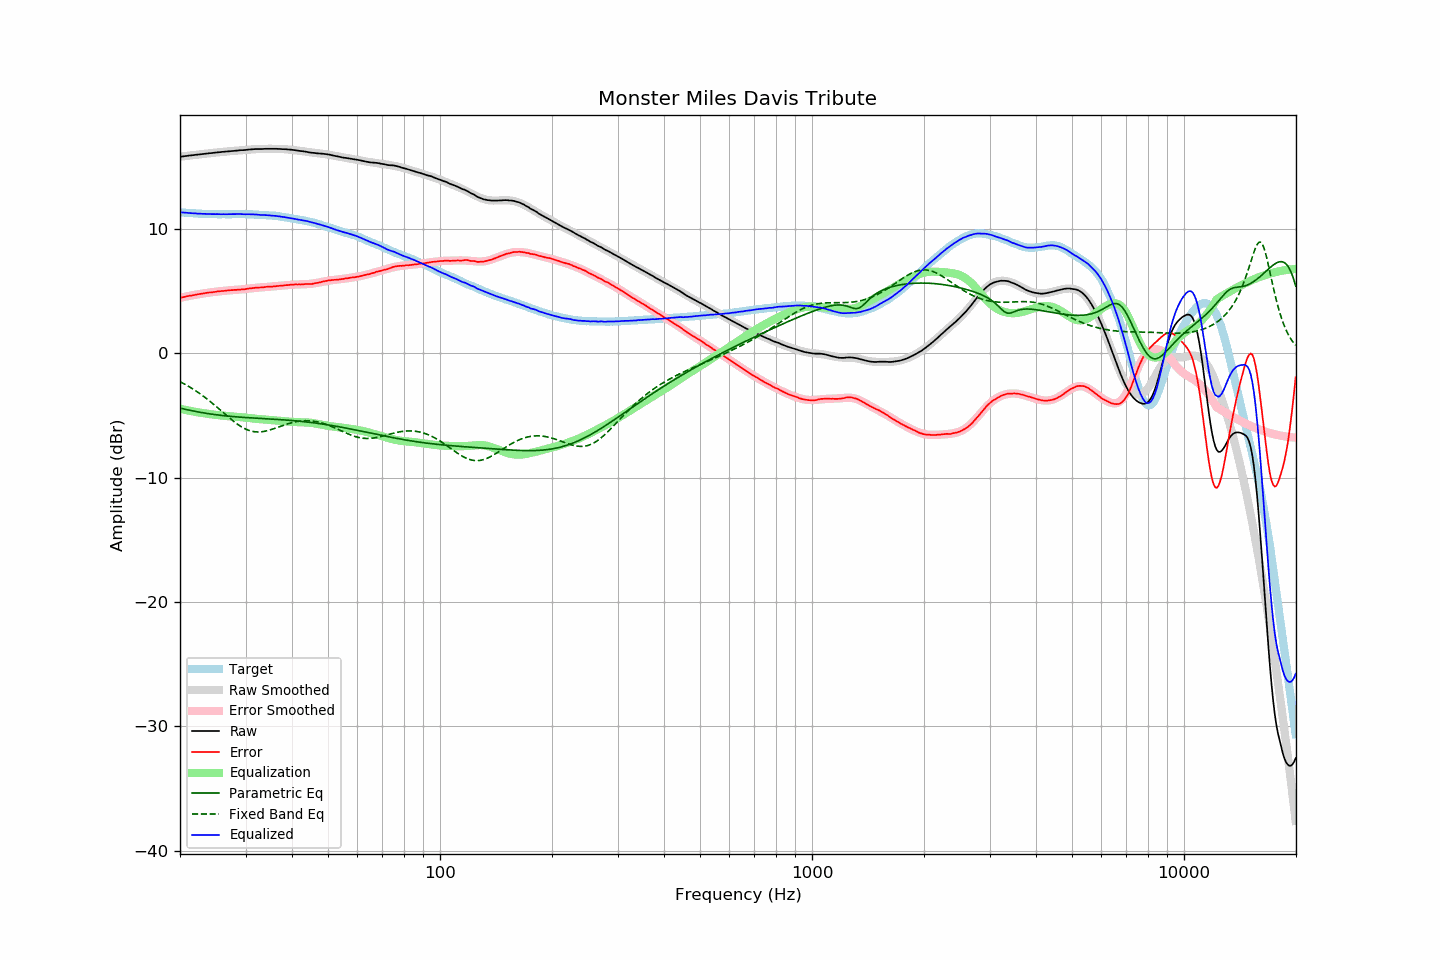 Monster Miles Davis Tribute
Amplitude (dBr)
10
0
−10
−20
−30
−40
Target
Raw Smoothed
Error Smoothed
Raw
Error
Equalization
Parametric Eq
Fixed Band Eq
Equalized
100
1000
10000
Frequency (Hz)